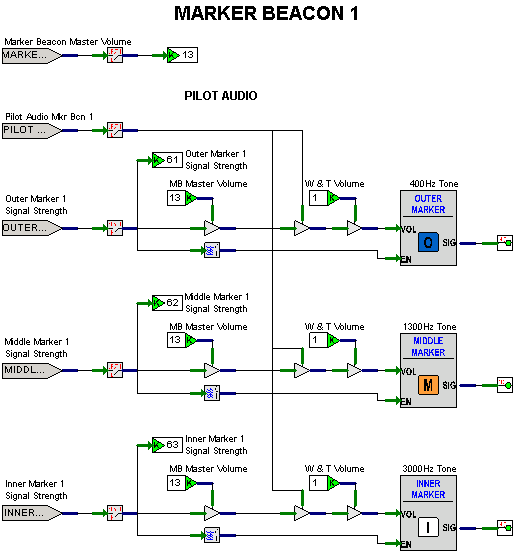 MARKER BEACON 1
Marker Beacon Master Volume
MARKE...
13
PILOT AUDIO
Pilot Audio Mkr Bcn 1
PILOT ...
61
Outer Marker 1
Signal Strength
MB Master Volume
13
W & T Volume
1
400Hz Tone
Outer Marker 1
Signal Strength
OUTER...
OUTER
MARKER
VOL
O
SIG
EN
62
Middle Marker 1
Signal Strength
MB Master Volume
13
W & T Volume
1
1300Hz Tone
Middle Marker 1
Signal Strength
MIDDL...
MIDDLE
MARKER
VOL
M
SIG
EN
63
Inner Marker 1
Signal Strength
MB Master Volume
13
W & T Volume
1
3000Hz Tone
Inner Marker 1
Signal Strength
INNER...
INNER
MARKER
VOL
I
SIG
EN